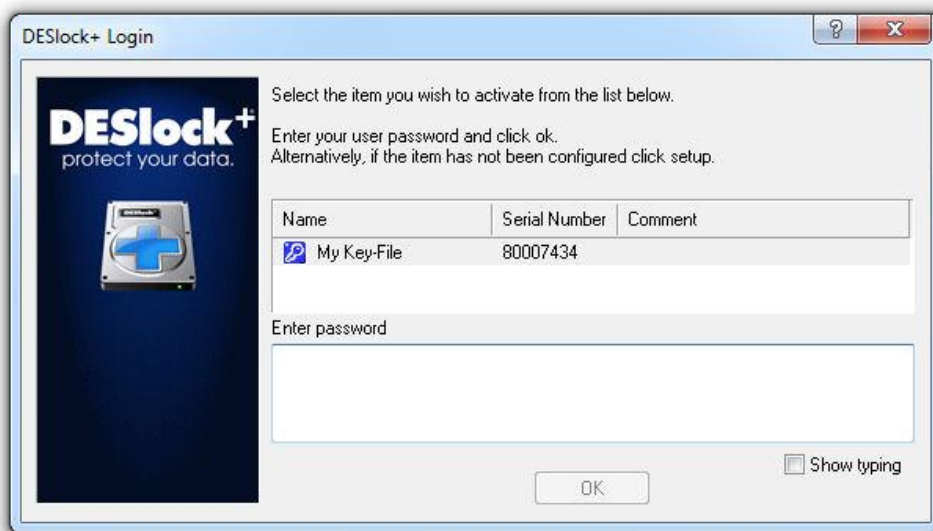 DESlock+ Login
DESlock+
protect your data.
Select the item you wish to activate from the list below.
Enter your user password and click ok.
Alternatively, if the item has not been configured click setup.
Name Serial Number Comment
My Key-File 80007434
Enter password
Show typing
OK